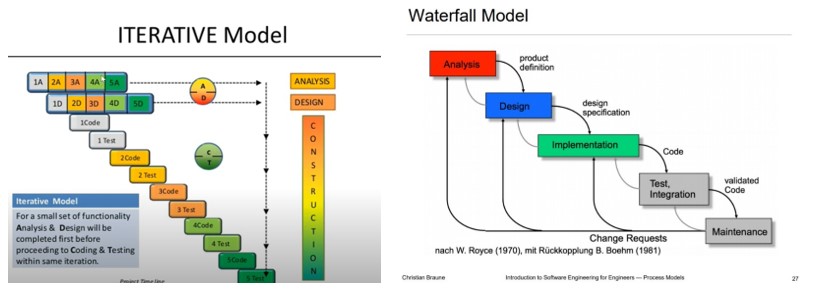 ITERATIVE Model
1A 2A 3A 4A 5A
A
D
ANALYSIS
1D 2D 3D 4D 5D
DESIGN
1Code
1 Test
2Code
2 Test
3Code
3 Test
4Code
4 Test
5Code
5 Test
C
T
C
O
N
S
T
R
U
C
T
I
O
N
Iterative Model
For a small set of functionality
Analysis & Design will be
completed first before
proceeding to Coding & Testing
within same iteration.
Project Time line
Waterfall Model
Analysis
product
definition
Design
design
specification
Implementation
Code
Test,
Integration
validated
Code
Maintenance
Change Requests
nach W. Royce (1970), mit Rückkopplung B. Boehm (1981)
Christian Braune
Introduction to Software Engineering for Engineers — Process Models
27